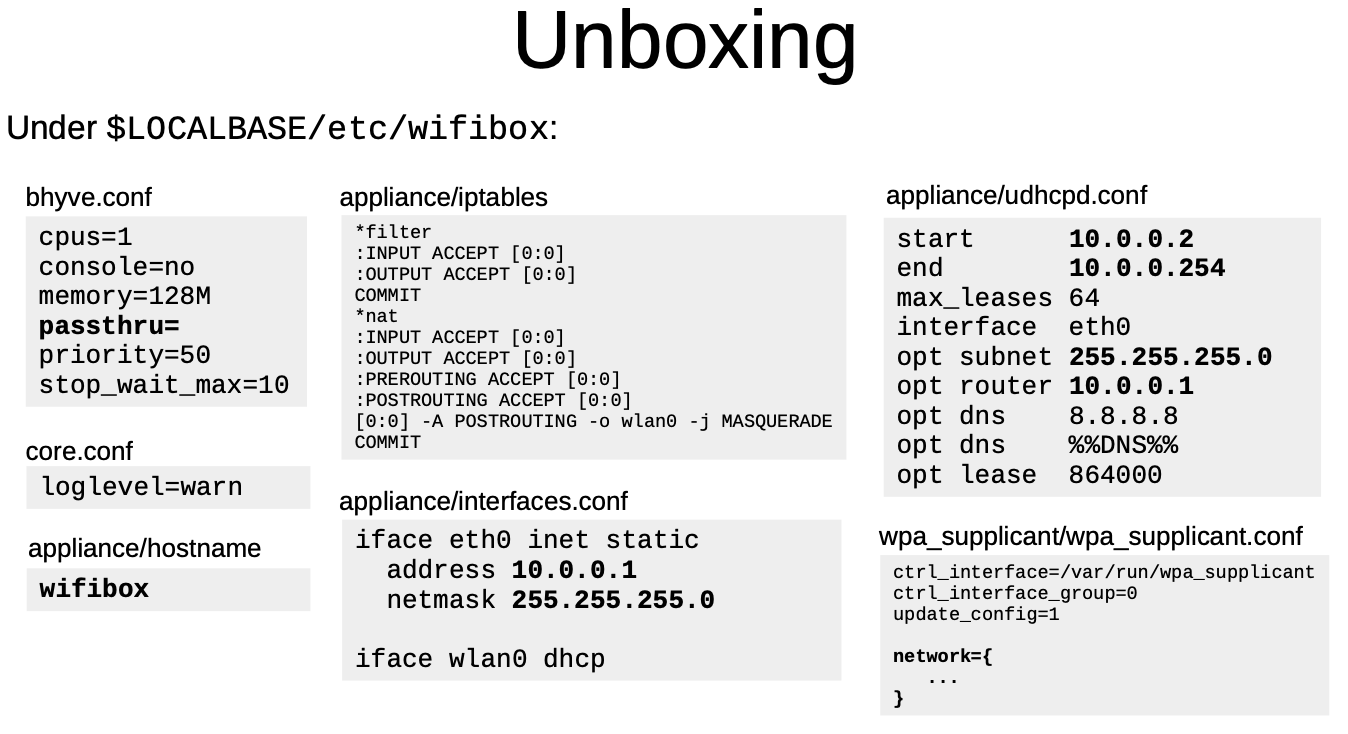 Unboxing
Under $LOCALBASE/etc/wifibox:
bhyve.conf
cpus=1
console=no
memory=128M
passthru=
priority=50
stop_wait_max=10
core.conf
loglevel=warn
appliance/hostname
wifibox
appliance/iptables
*filter
:INPUT ACCEPT [0:0]
:OUTPUT ACCEPT [0:0]
COMMIT
*nat
:INPUT ACCEPT [0:0]
:OUTPUT ACCEPT [0:0]
:PREROUTING ACCEPT [0:0]
:POSTROUTING ACCEPT [0:0]
[0:0] -A POSTROUTING -o wlan0 -j MASQUERADE
COMMIT
appliance/interfaces.conf
iface eth0 inet static
  address 10.0.0.1
  netmask 255.255.255.0
iface wlan0 dhcp
appliance/udhcpd.conf
start      10.0.0.2
end        10.0.0.254
max_leases 64
interface  eth0
opt subnet 255.255.255.0
opt router 10.0.0.1
opt dns    8.8.8.8
opt dns    %%DNS%%
opt lease  864000
wpa_supplicant/wpa_supplicant.conf
ctrl_interface=/var/run/wpa_supplicant
ctrl_interface_group=0
update_config=1
network={
   ...
}